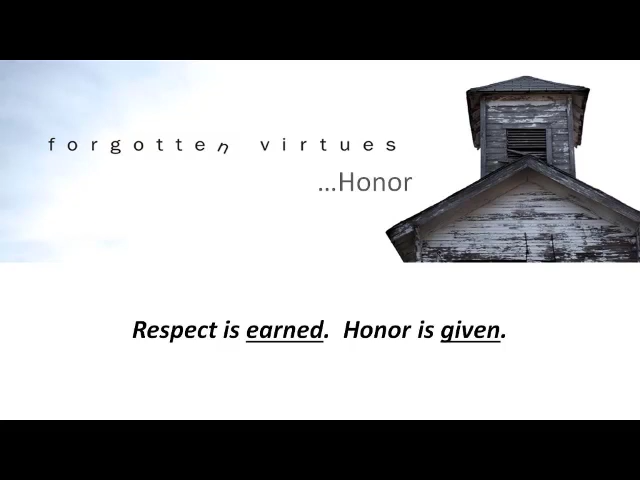 forgotten virtues
...Honor
Respect is earned. Honor is given.